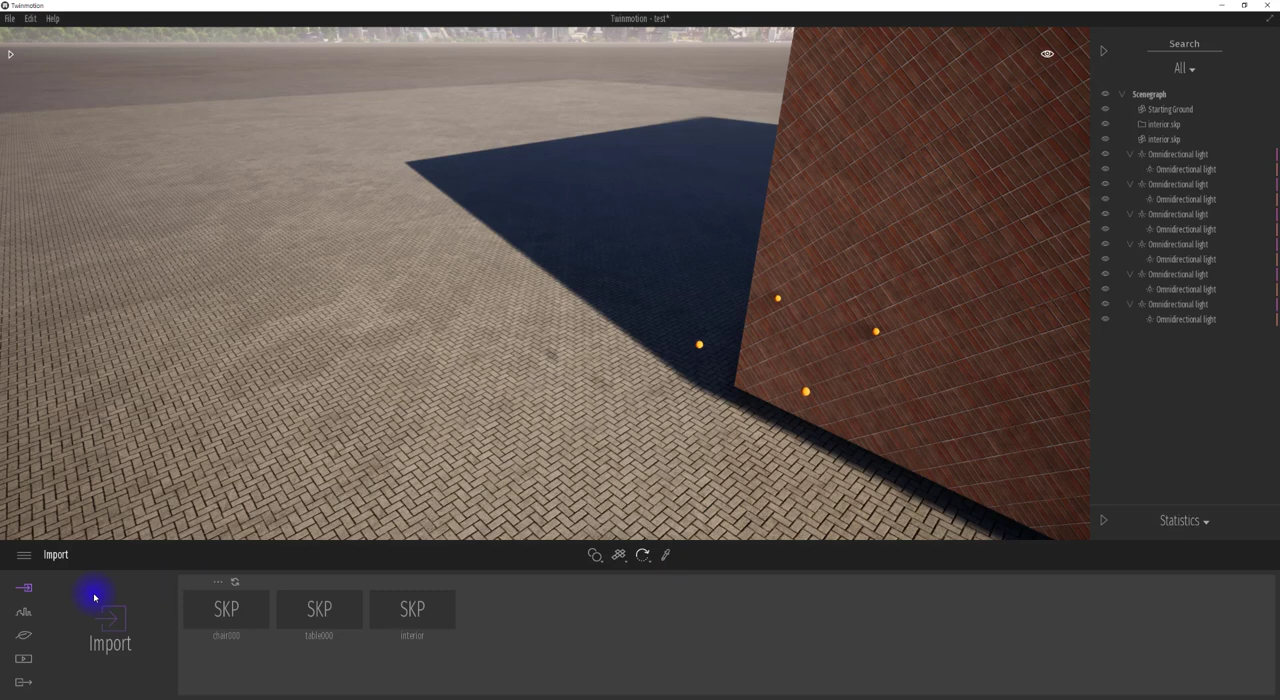 Twinmotion
File Edit Help
Twinmotion - test*
Search
All
Scenegraph
Starting Ground
interior.skp
interior.skp
Omnidirectional light
Omnidirectional light
Omnidirectional light
Omnidirectional light
Omnidirectional light
Omnidirectional light
Omnidirectional light
Omnidirectional light
Omnidirectional light
Omnidirectional light
Omnidirectional light
Omnidirectional light
Statistics
Import
Import
SKP SKP SKP
chair000 table000 interior